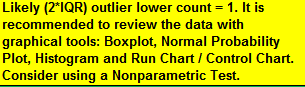 Likely (2*IQR) outlier lower count = 1. It is
recommended to review the data with
graphical tools: Boxplot, Normal Probability
Plot, Histogram and Run Chart / Control Chart.
Consider using a Nonparametric Test.